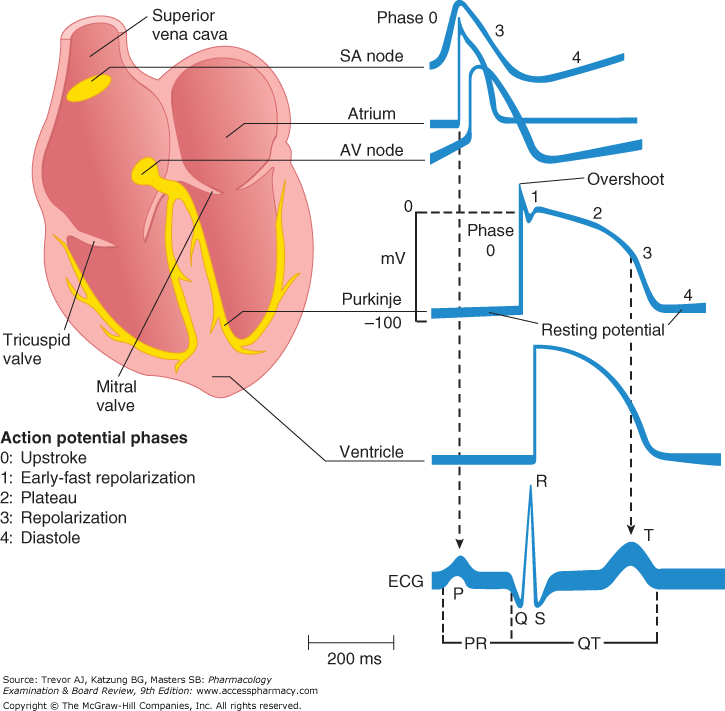 Superior
vena cava
Phase 0
3
4
SA node
Atrium
AV node
Overshoot
0
1
2
Phase
0
3
mV
4
Purkinje
–100
Resting potential
Tricuspid
valve
Mitral
valve
Action potential phases
0: Upstroke
1: Early-fast repolarization
2: Plateau
3: Repolarization
4: Diastole
Ventricle
R
T
ECG
P
Q S
PR
QT
200 ms
Source: Trevor AJ, Katzung BG, Masters SB: Pharmacology
Examination & Board Review, 9th Edition: www.accesspharmacy.com
Copyright © The McGraw-Hill Companies, Inc. All rights reserved.